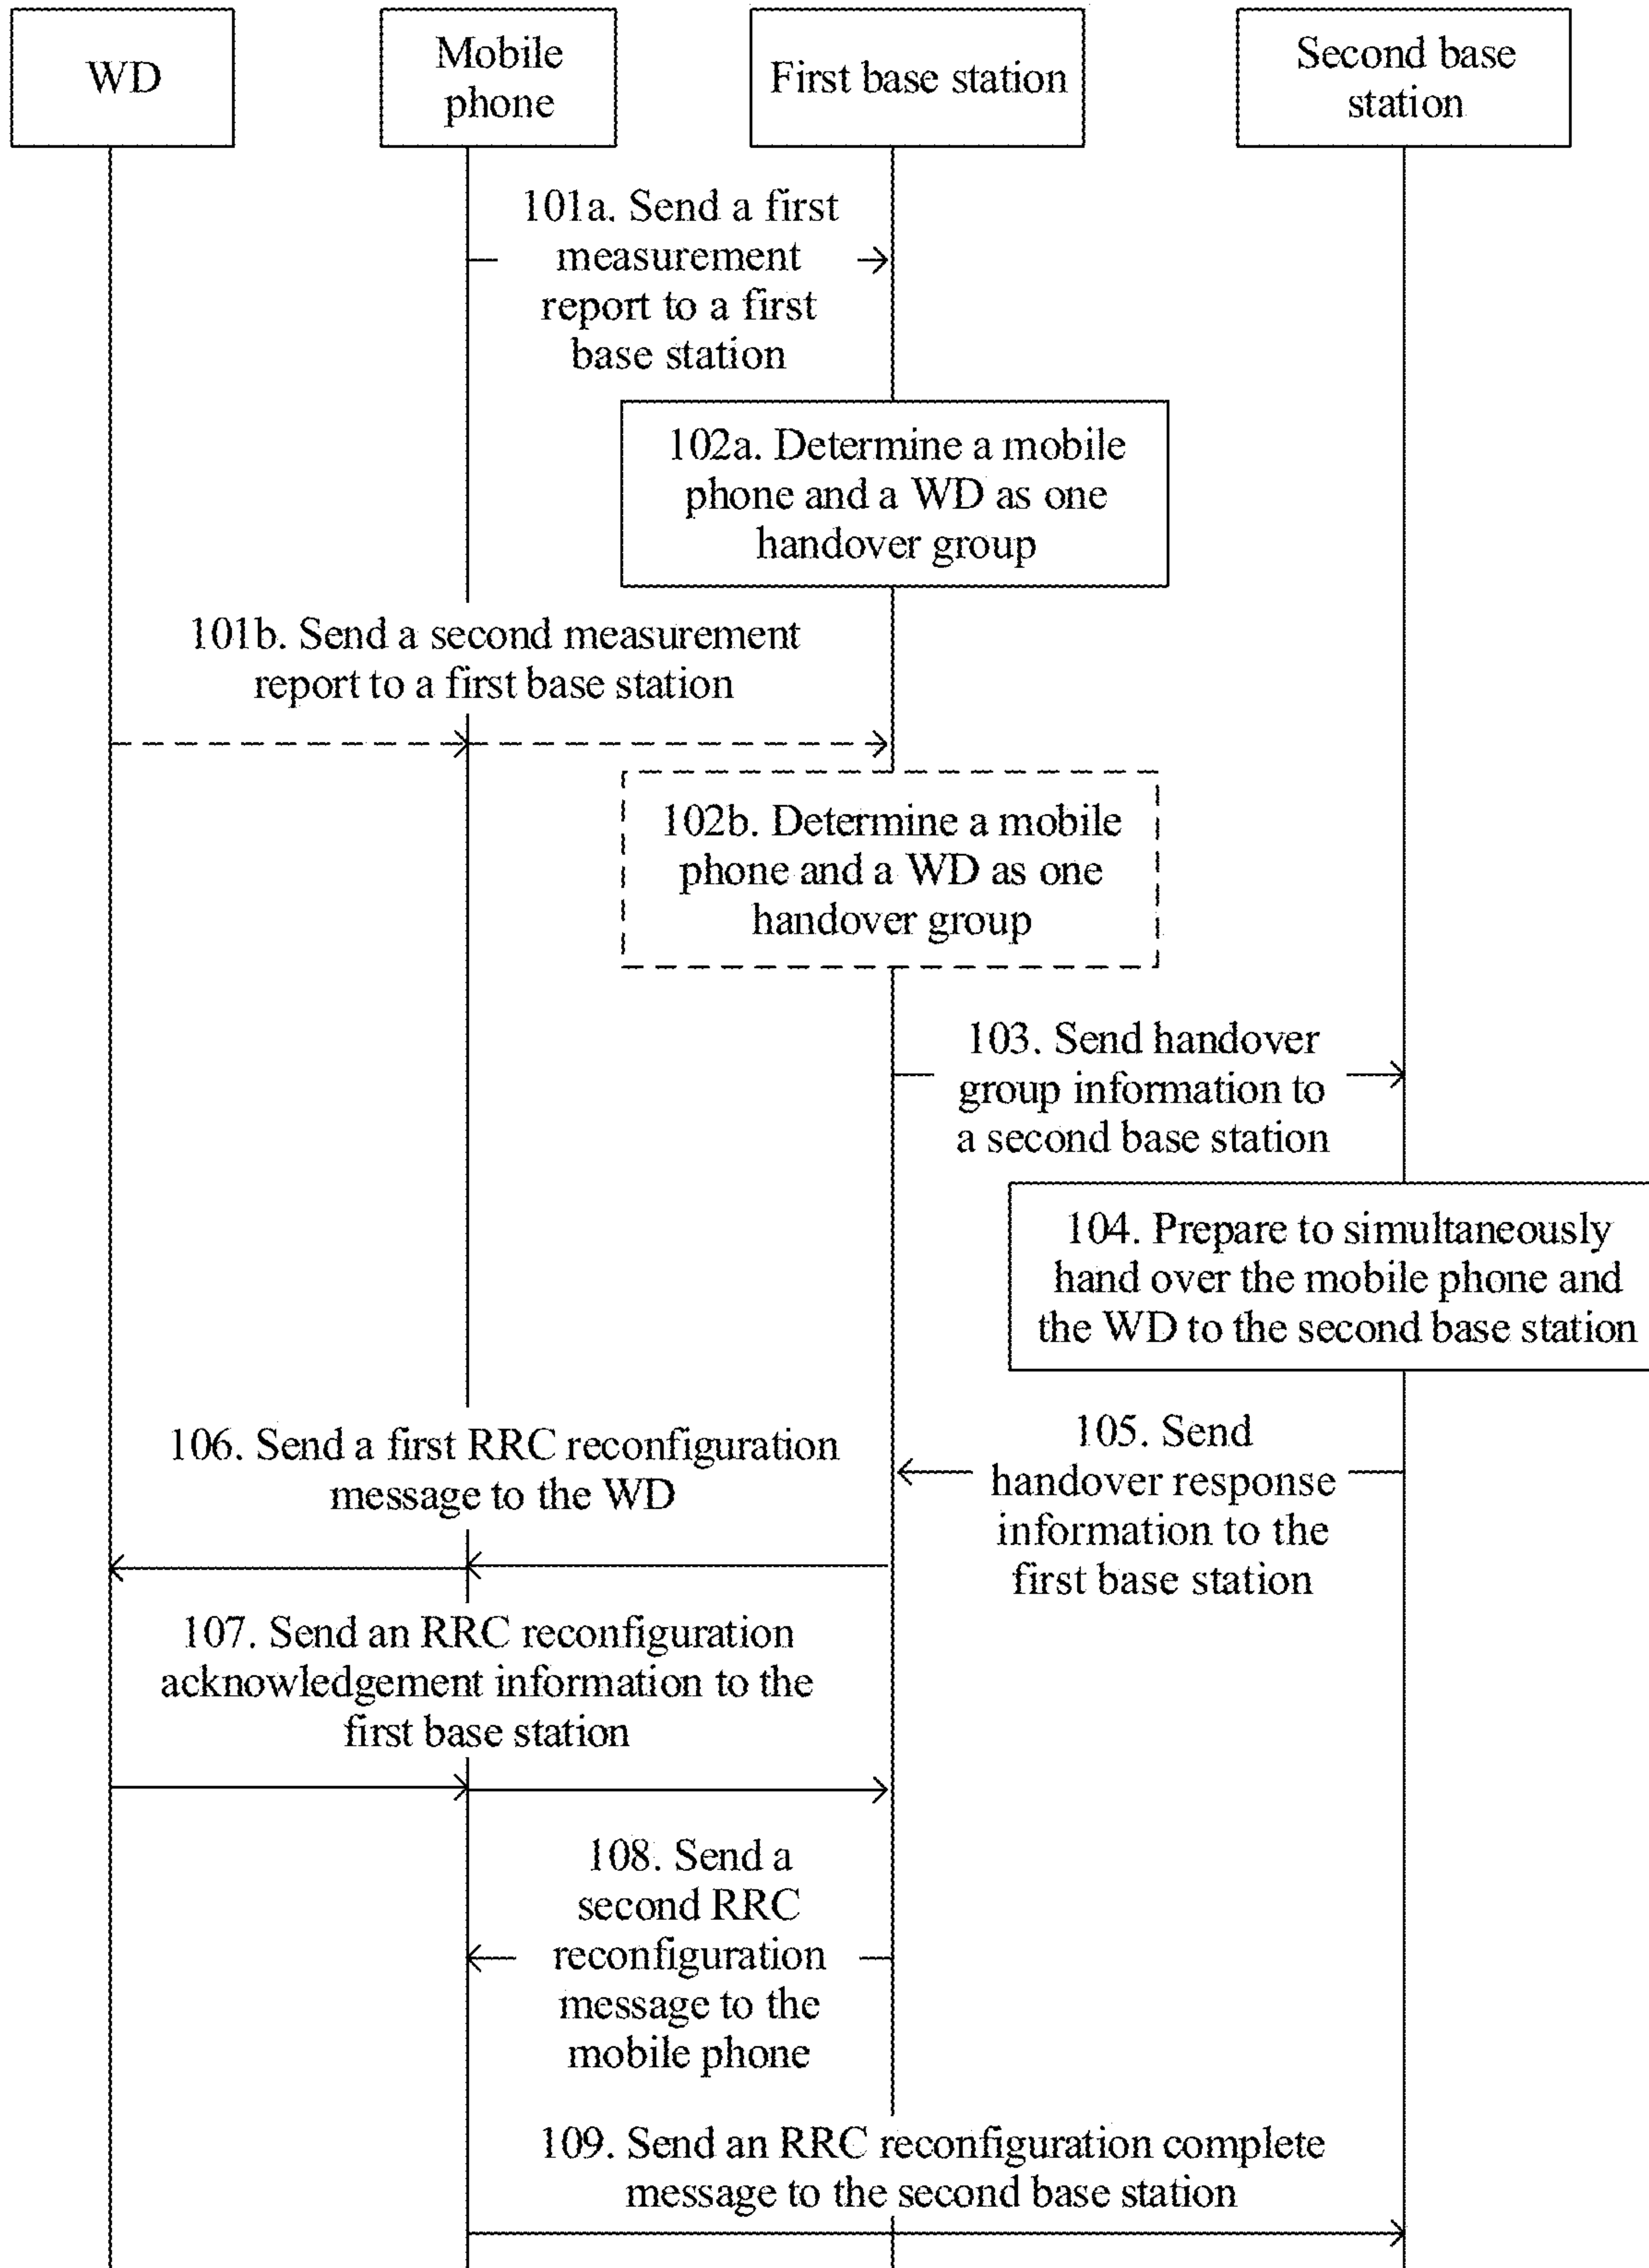 WD
Mobile
phone
First base station
Second base
station
101a. Send a first
measurement
report to a first
base station
102a. Determine a mobile
phone and a WD as one
handover group
101b. Send a second measurement
report to a first base station
102b. Determine a mobile
phone and a WD as one
handover group
103. Send handover
group information to
a second base station
104. Prepare to simultaneously
hand over the mobile phone and
the WD to the second base station
105. Send
handover response
information to the
first base station
106. Send a first RRC reconfiguration
message to the WD
107. Send an RRC reconfiguration
acknowledgement information to the
first base station
108. Send a
second RRC
reconfiguration
message to the
mobile phone
109. Send an RRC reconfiguration complete
message to the second base station